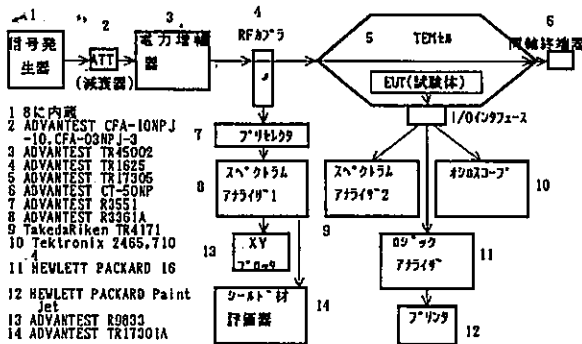 1
2
3
4
5
6
信号発
生器
ATT
(減衰器)
電力増幅
器
RFカプラ
TEMセル
同軸終端器
EUT(試験体)
I/Oインタフェース
7
プリセレクタ
8
スペクトラム
アナライザ1
9
スペクトラム
アナライザ2
オシロスコープ
10
13
XY
プロッタ
ロジック
アナライザ
11
14
シールド材
評価器
プリンタ
12
1 8に内蔵
2 ADVANTEST CFA-10NPJ
-10,CFA-03NPJ-3
3 ADVANTEST TR45002
4 ADVANTEST TR1625
5 ADVANTEST TR17305
6 ADVANTEST CT-50NP
7 ADVANTEST R3551
8 ADVANTEST R3361A
9 TakedaRiken TR4171
10 Tektronix 2465,710
4
11 HEWLETT PACKARD 16
12 HEWLETT PACKARD Paint
Jet
13 ADVANTEST R9833
14 ADVANTEST TR17301A